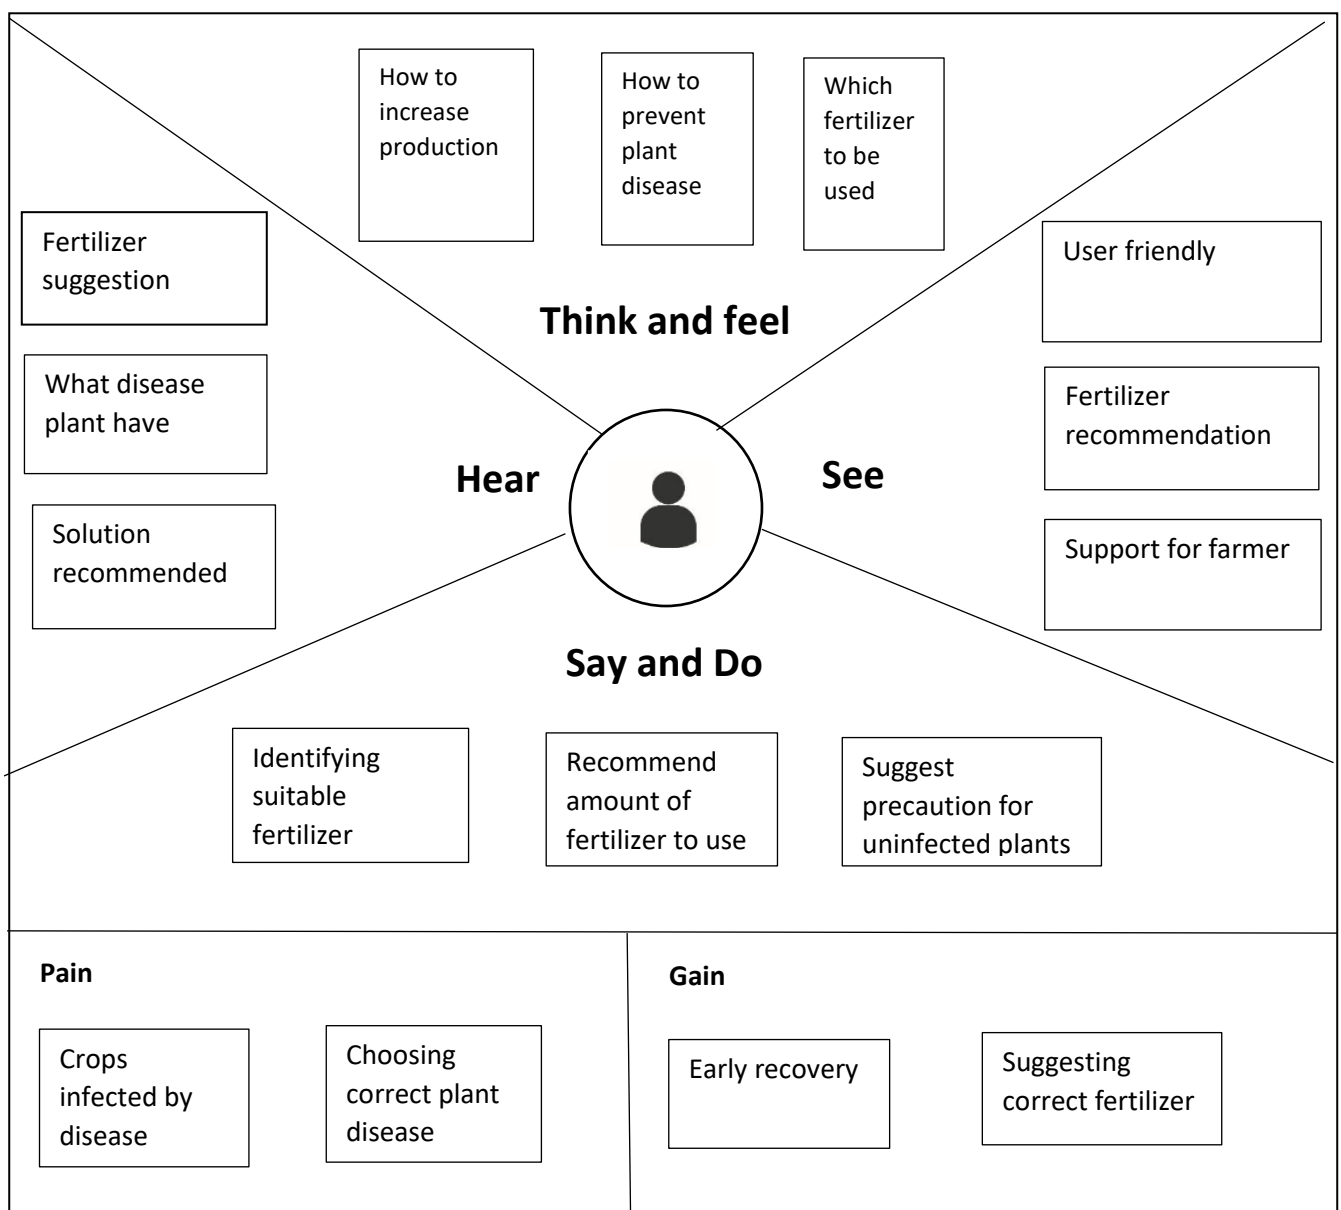 How to
increase
production
How to
prevent
plant
disease
Which
fertilizer
to be
used
Think and feel
Fertilizer
suggestion
What disease
plant have
Solution
recommended
Hear
See
User friendly
Fertilizer
recommendation
Support for farmer
Say and Do
Identifying
suitable
fertilizer
Recommend
amount of
fertilizer to use
Suggest
precaution for
uninfected plants
Pain
Crops
infected by
disease
Choosing
correct plant
disease
Gain
Early recovery
Suggesting
correct fertilizer